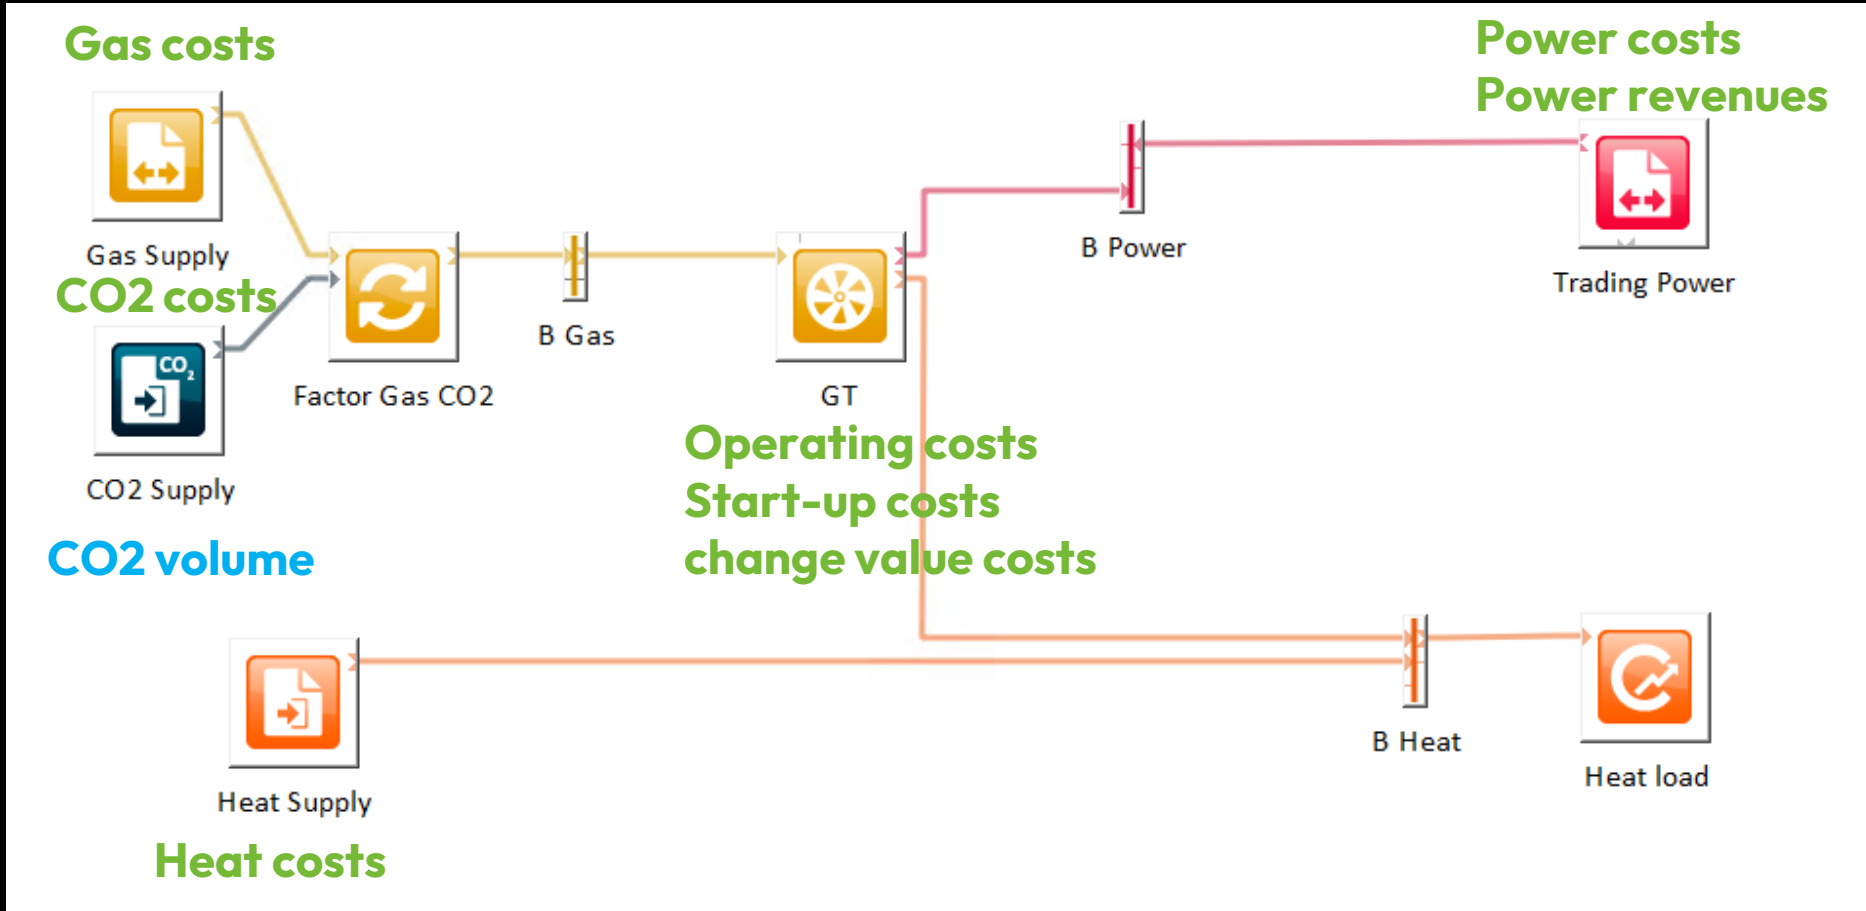 Gas costs
Power costs
Power revenues
Gas Supply
CO2 costs
B Power
Trading Power
B Gas
CO2
Factor Gas CO2
GT
CO2 Supply
Operating costs
Start-up costs
change value costs
CO2 volume
B Heat
Heat load
Heat Supply
Heat costs